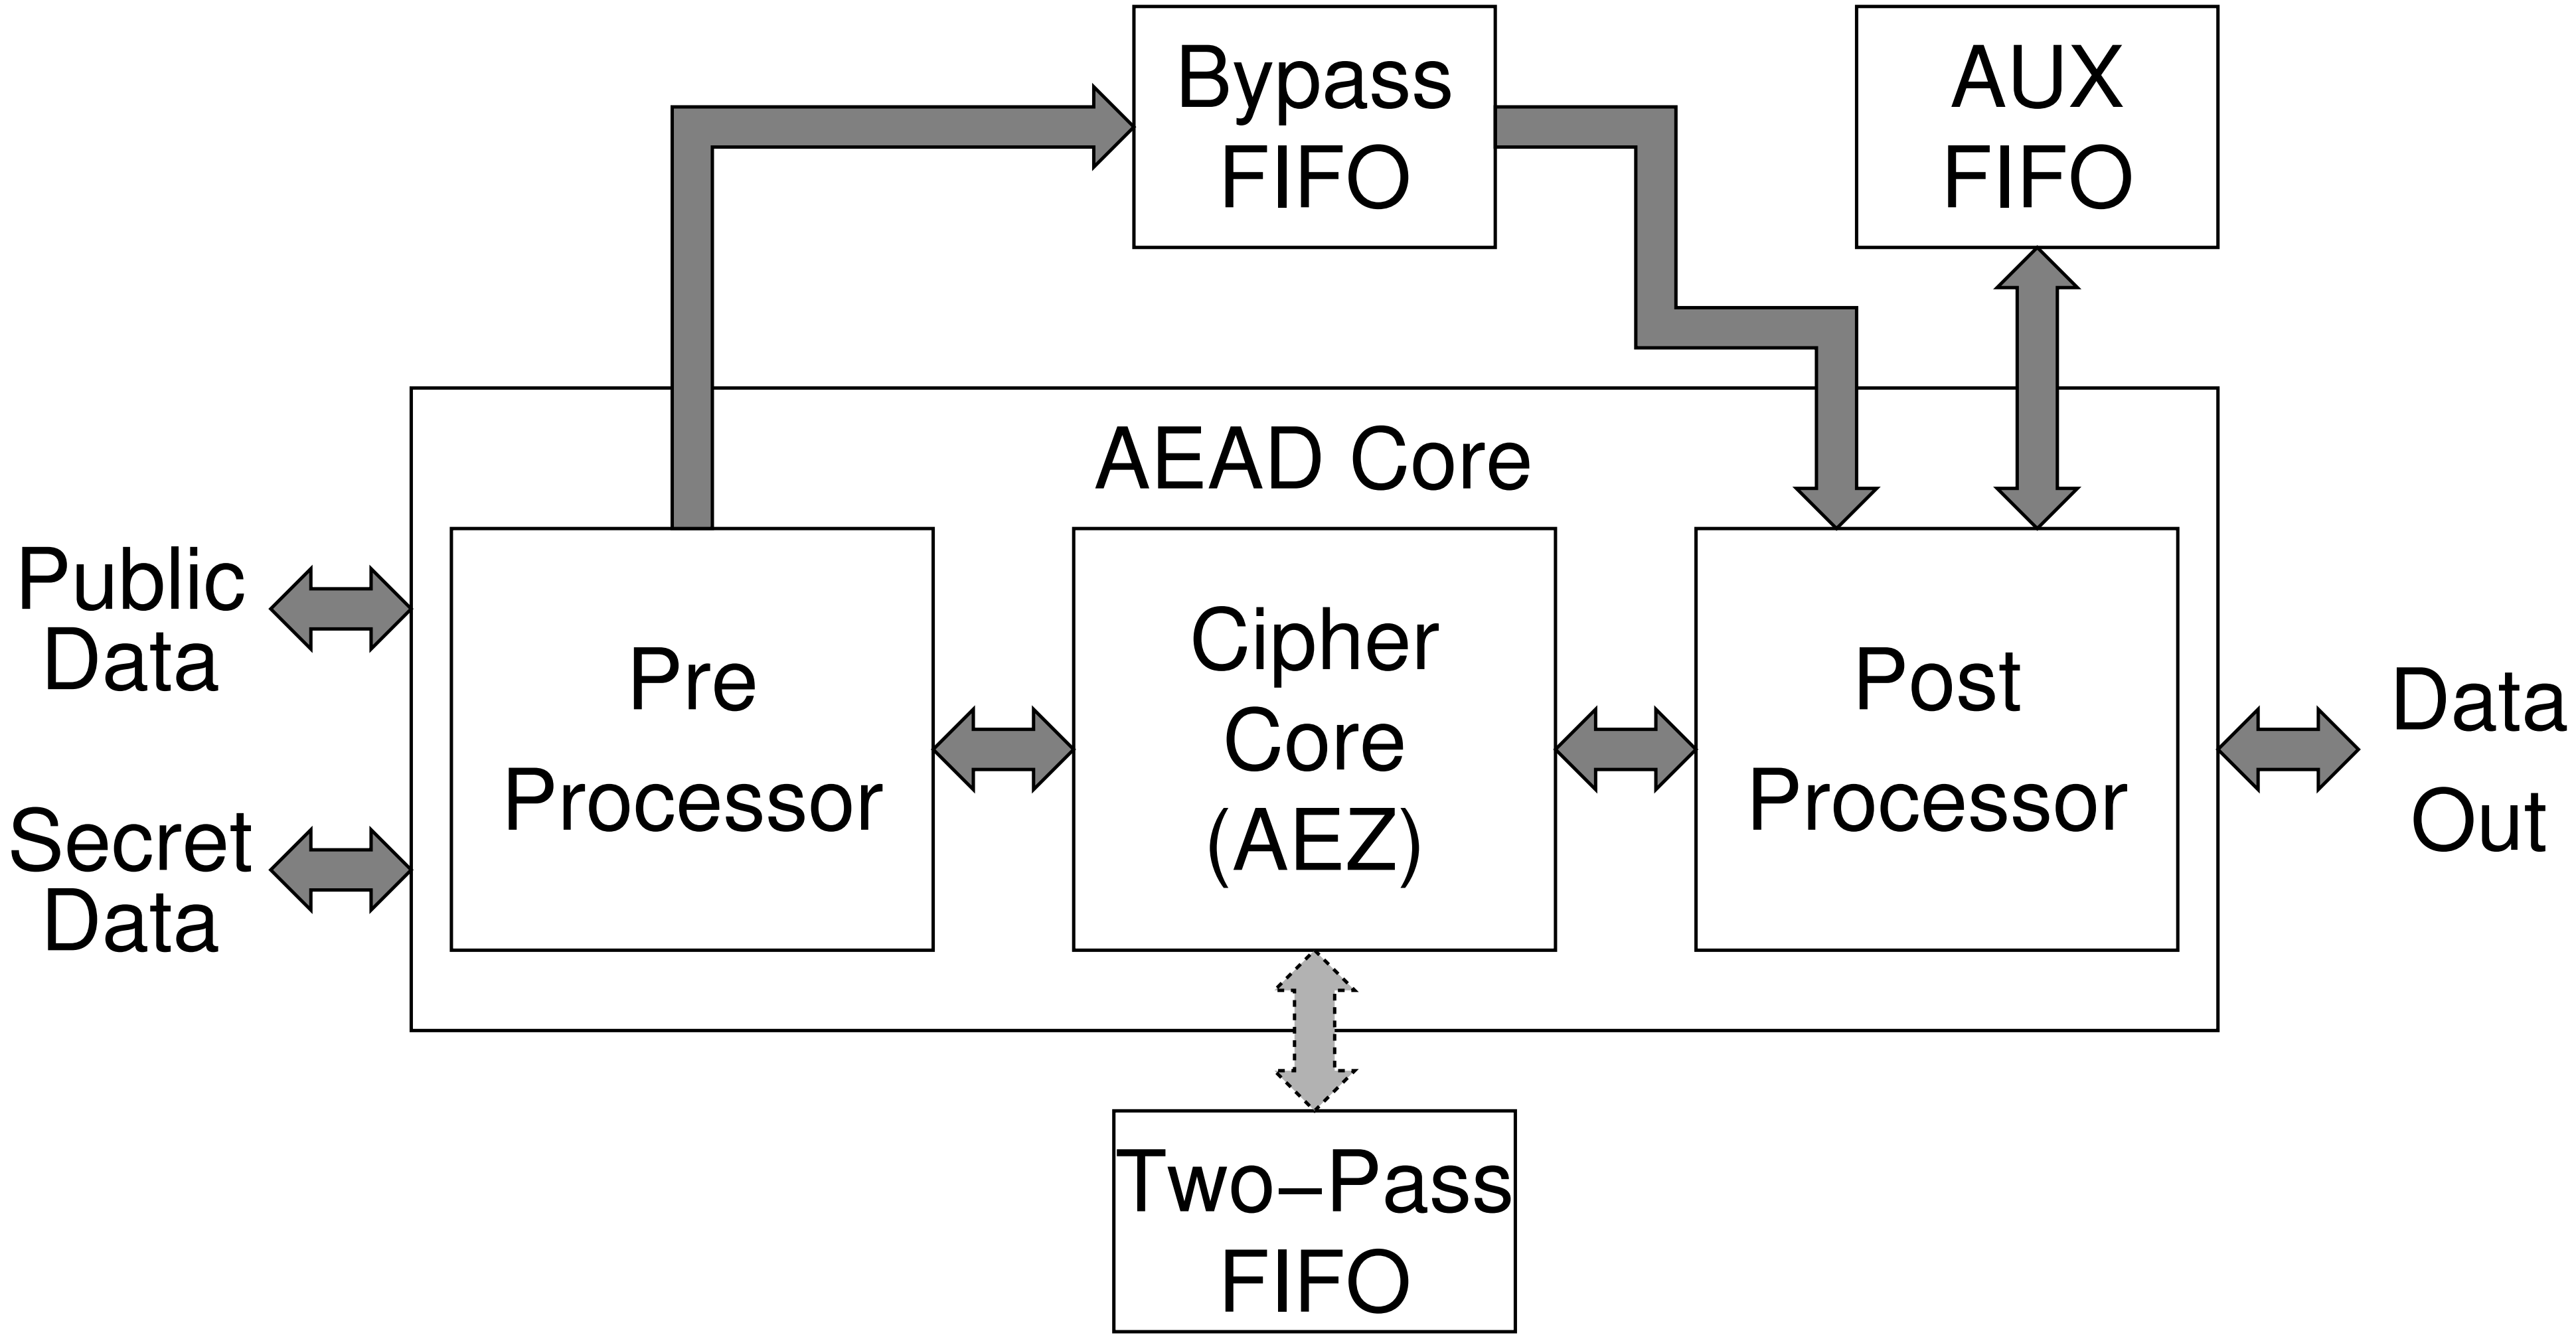 Bypass
FIFO
AUX
FIFO
AEAD Core
Public
Data
Secret
Data
Pre
Processor
Cipher
Core
(AEZ)
Post
Processor
Data
Out
Two−Pass
FIFO